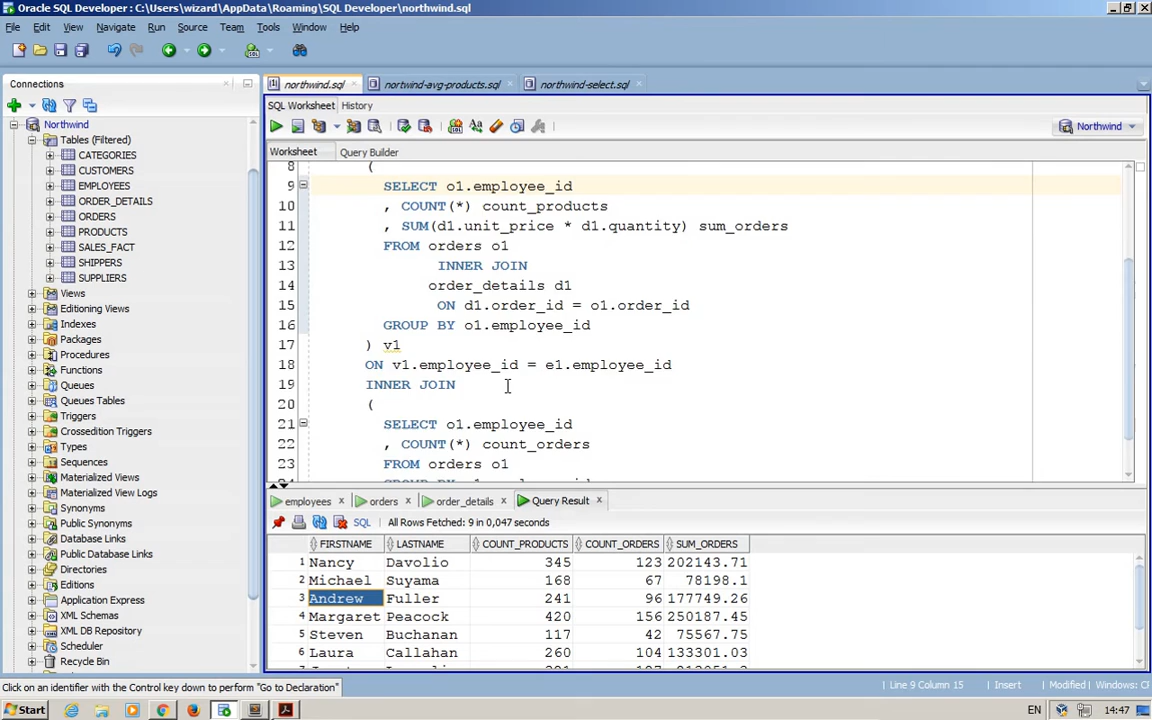 Oracle SQL Developer : C:\Users\wizard\AppData\Roaming\SQL Developer\northwind.sql
File Edit View Navigate Run Source Team Tools Window Help
Connections
northwind.sql nortwind-avg-products.sql northwind-select.sql
SQL Worksheet History
Northwind
Worksheet Query Builder
Northwind
Tables (Filtered)
CATEGORIES
CUSTOMERS
EMPLOYEES
ORDER_DETAILS
ORDERS
PRODUCTS
SALES_FACT
SHIPPERS
SUPPLIERS
Views
Editioning Views
Indexes
Packages
Procedures
Functions
Queues
Queues Tables
Triggers
Crossedition Triggers
Types
Sequences
Materialized Views
Materialized View Logs
Synonyms
Public Synonyms
Database Links
Public Database Links
Directories
Editions
Application Express
XML Schemas
XML DB Repository
Scheduler
Recycle Bin
8 (
9 SELECT o1.employee_id
10 , COUNT(*) count_products
11 , SUM(d1.unit_price * d1.quantity) sum_orders
12 FROM orders o1
13 INNER JOIN
14 order_details d1
15 ON d1.order_id = o1.order_id
16 GROUP BY o1.employee_id
17 ) v1
18 ON v1.employee_id = e1.employee_id
19 INNER JOIN
20 (
21 SELECT o1.employee_id
22 , COUNT(*) count_orders
23 FROM orders o1
employees orders order_details Query Result
SQL All Rows Fetched: 9 in 0,047 seconds
FIRSTNAME LASTNAME COUNT_PRODUCTS COUNT_ORDERS SUM_ORDERS
1 Nancy Davolio 345 123 202143.71
2 Michael Suyama 168 67 78198.1
3 Andrew Fuller 241 96 177749.26
4 Margaret Peacock 420 156 250187.45
5 Steven Buchanan 117 42 75567.75
6 Laura Callahan 260 104 133301.03
Click on an identifier with the Control key down to perform "Go to Declaration"
Line 9 Column 15 Insert Modified Windows: C
Start EN 14:47